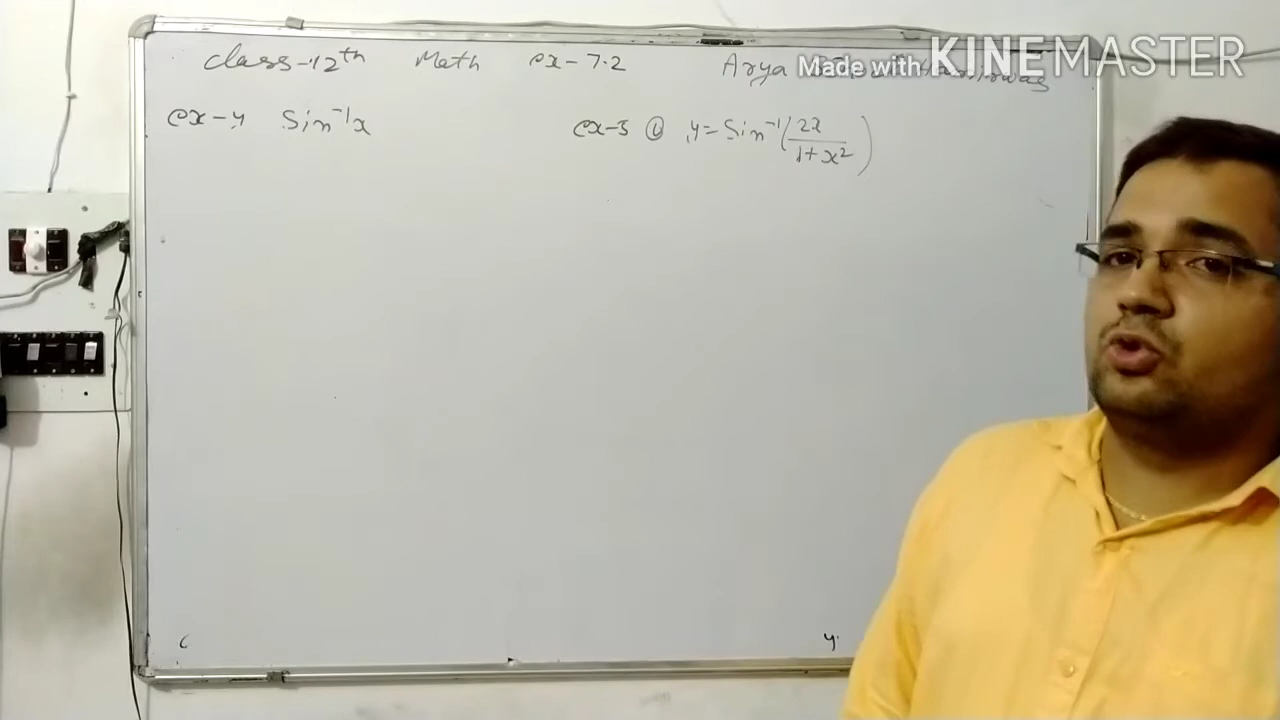 class-12th Math ex-7.2 Arya
Made with KINEMASTER
ex-4 Sin⁻¹x
ex-5 y = Sin⁻¹(2x/1+x²)